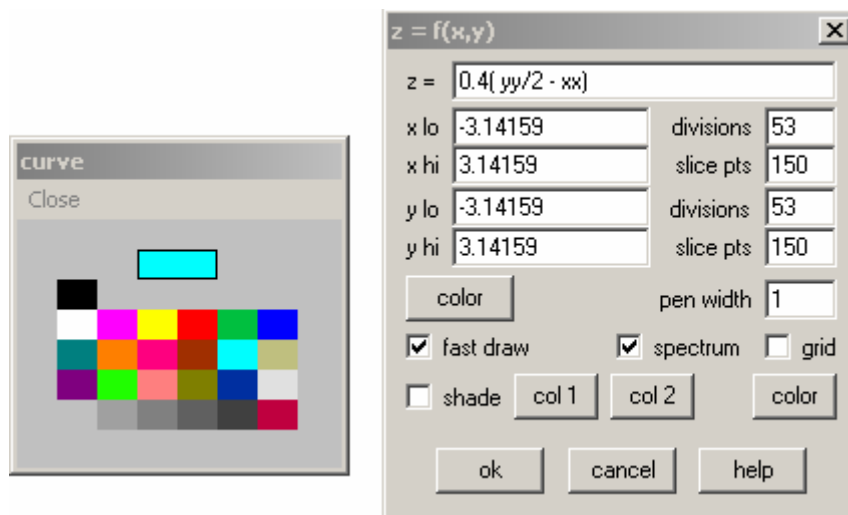 curve
Close
z = f(x,y)
z = 0.4( yy/2 - xx)
x lo -3.14159 divisions 53
x hi 3.14159 slice pts 150
y lo -3.14159 divisions 53
y hi 3.14159 slice pts 150
color pen width 1
fast draw spectrum grid
shade col 1 col 2 color
ok cancel help